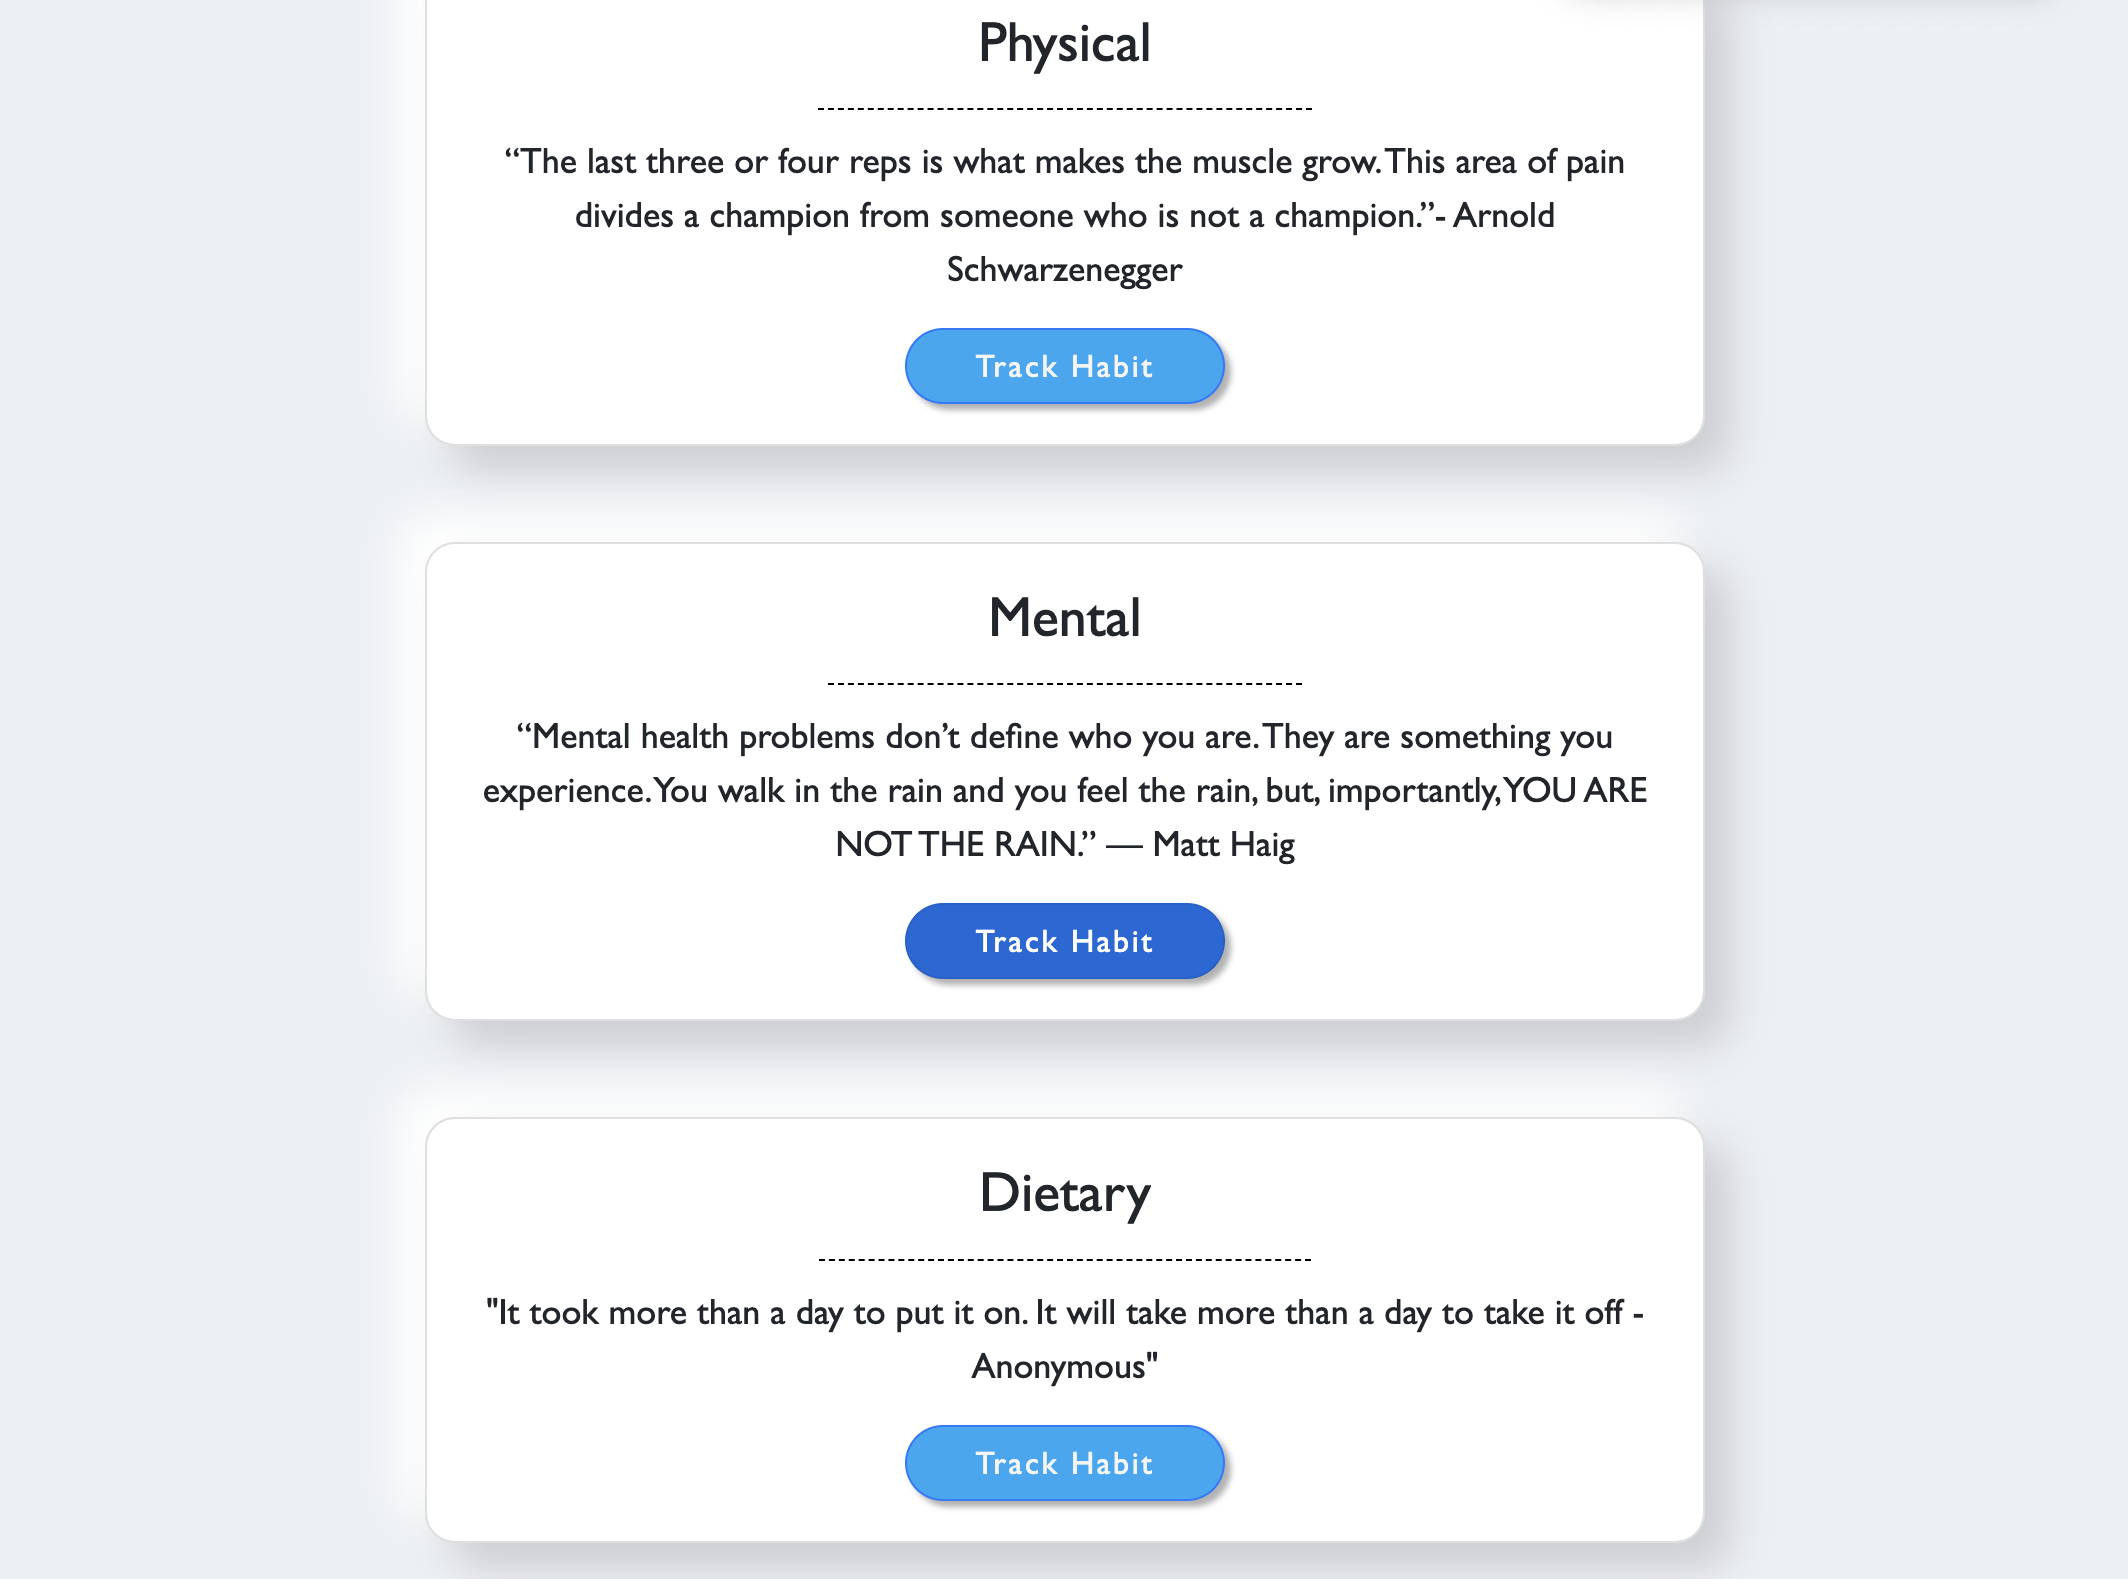 Physical
“The last three or four reps is what makes the muscle grow. This area of pain
divides a champion from someone who is not a champion.”- Arnold
Schwarzenegger
Track Habit
Mental
“Mental health problems don’t define who you are. They are something you
experience. You walk in the rain and you feel the rain, but, importantly, YOU ARE
NOT THE RAIN.” — Matt Haig
Track Habit
Dietary
"It took more than a day to put it on. It will take more than a day to take it off -
Anonymous"
Track Habit